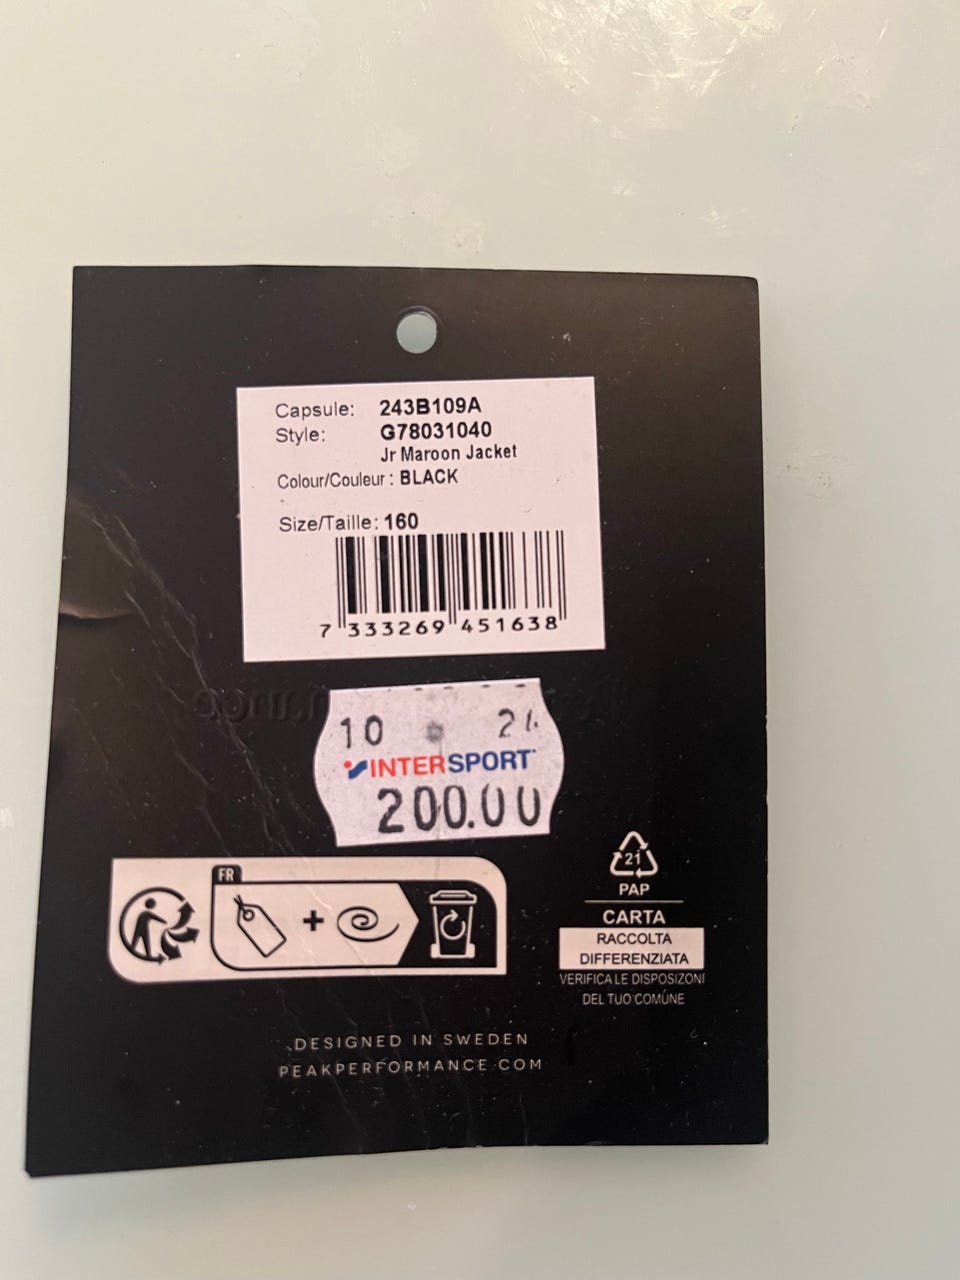 Capsule: 243B109A
Style: G78031040
Jr Maroon Jacket
Colour/Couleur : BLACK
Size/Taille: 160
7 333269 451638
10
INTERSPORT
200.00
FR
21
PAP
CARTA
RACCOLTA
DIFFERENZIATA
VERIFICA LE DISPOSIZONI
DEL TUO COMUNE
DESIGNED IN SWEDEN
PEAKPERFORMANCE.COM